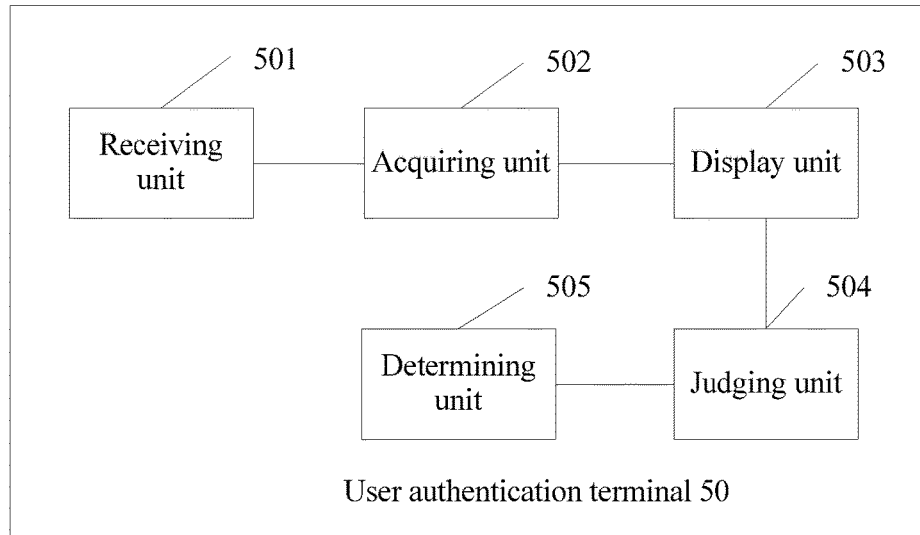 501
502
503
Receiving
unit
Acquiring unit
Display unit
505
504
Determining
unit
Judging unit
User authentication terminal 50